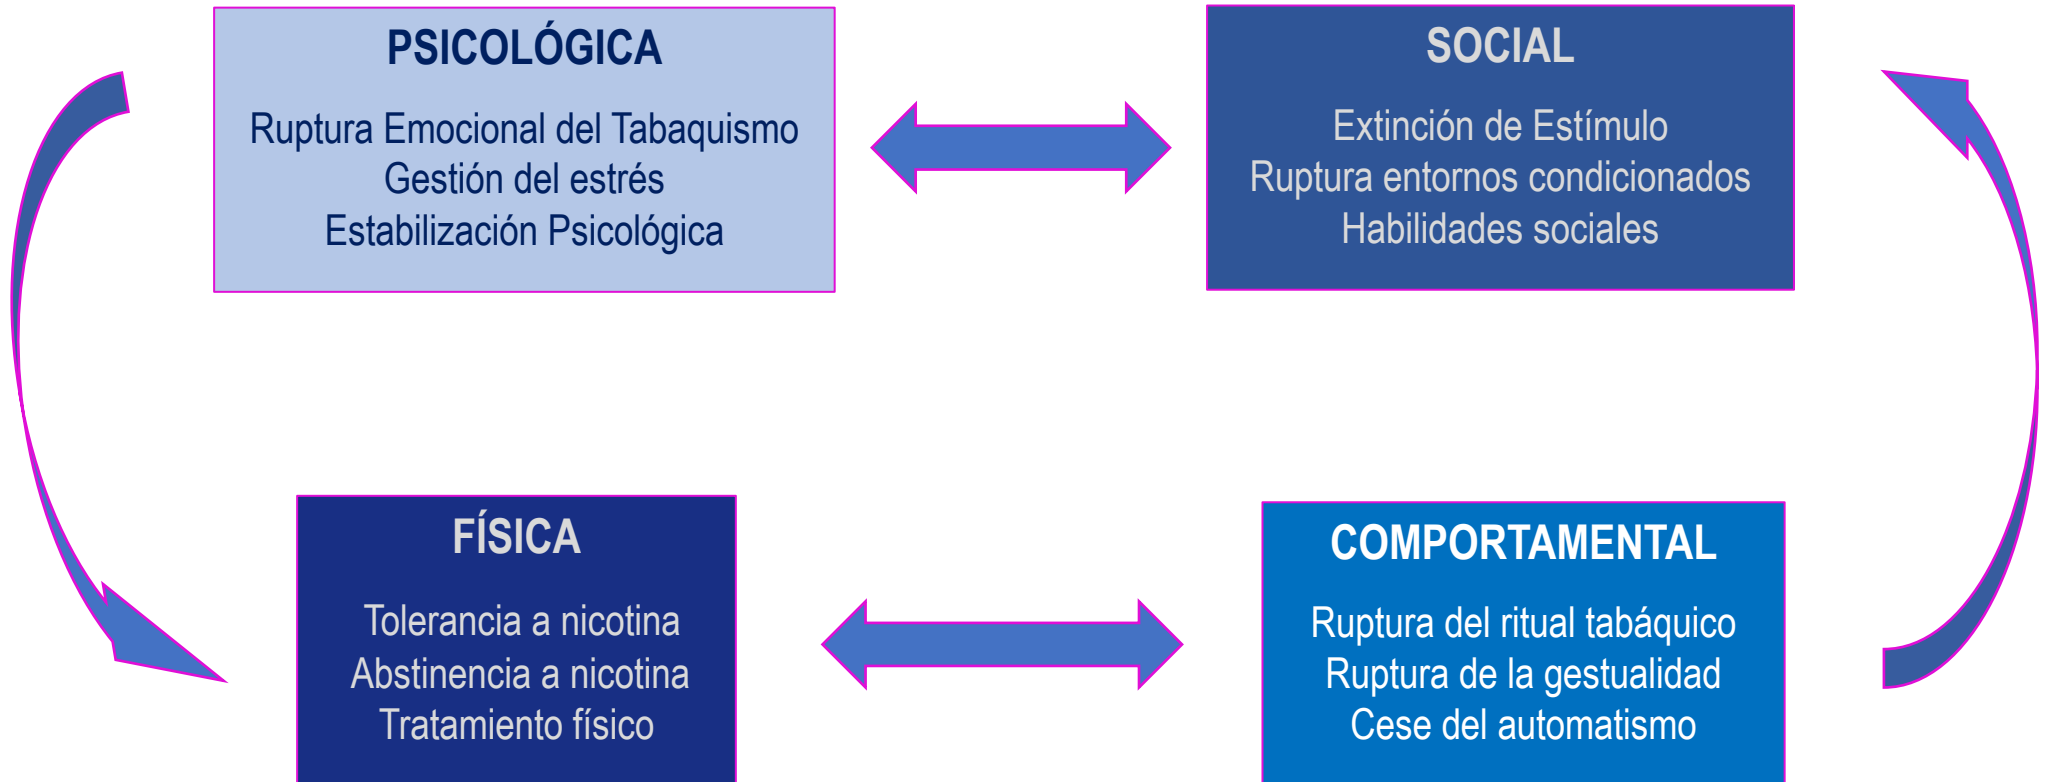 PSICOLÓGICA
Ruptura Emocional del Tabaquismo
Gestión del estrés
Estabilización Psicológica
SOCIAL
Extinción de Estímulo
Ruptura entornos condicionados
Habilidades sociales
FÍSICA
Tolerancia a nicotina
Abstinencia a nicotina
Tratamiento físico
COMPORTAMENTAL
Ruptura del ritual tabáquico
Ruptura de la gestualidad
Cese del automatismo